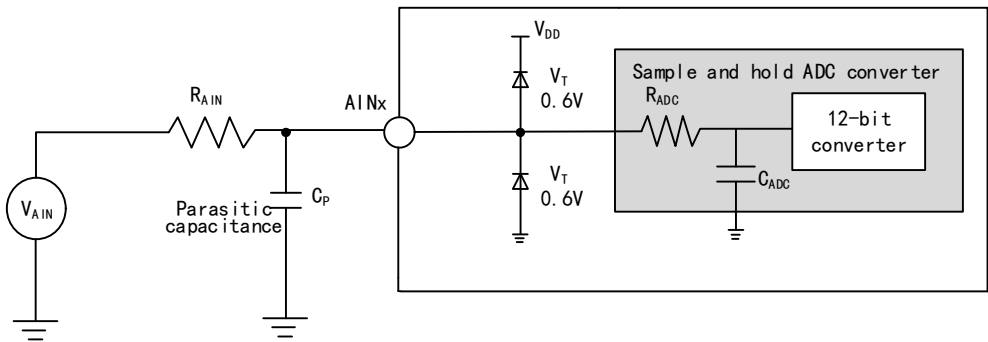 V_DD
Sample and hold ADC converter
V_T
0.6V
R_AIN
AINx
R_ADC
12-bit
converter
V_T
0.6V
C_ADC
V_AIN
Parasitic
capacitance
C_P